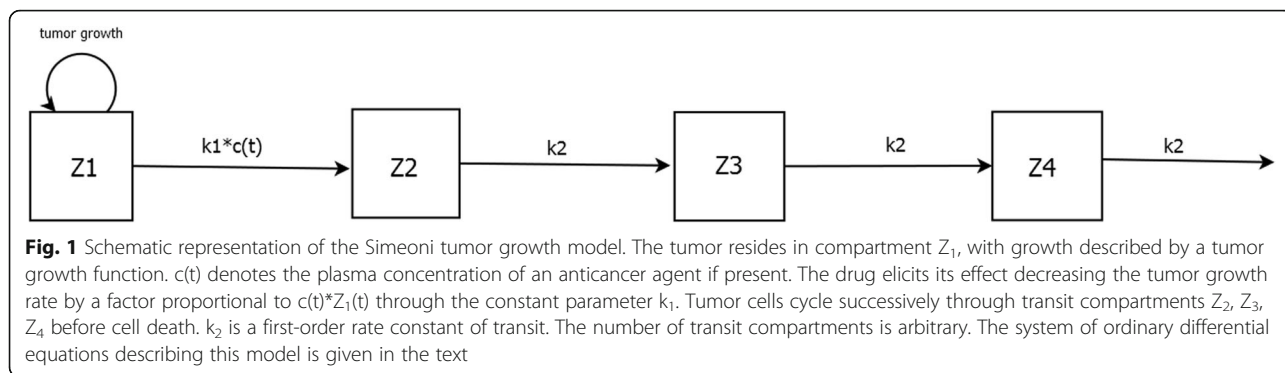 tumor growth
Z1
k1*c(t)
Z2
k2
Z3
k2
Z4
k2
Fig. 1 Schematic representation of the Simeoni tumor growth model. The tumor resides in compartment Z₁, with growth described by a tumor
growth function. c(t) denotes the plasma concentration of an anticancer agent if present. The drug elicits its effect decreasing the tumor growth
rate by a factor proportional to c(t)*Z₁(t) through the constant parameter k₁. Tumor cells cycle successively through transit compartments Z₂, Z₃,
Z₄ before cell death. k₂ is a first-order rate constant of transit. The number of transit compartments is arbitrary. The system of ordinary differential
equations describing this model is given in the text